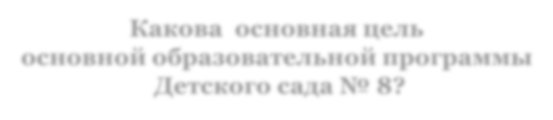 Какова основная цель
основной образовательной программы
Детского сада № 8?